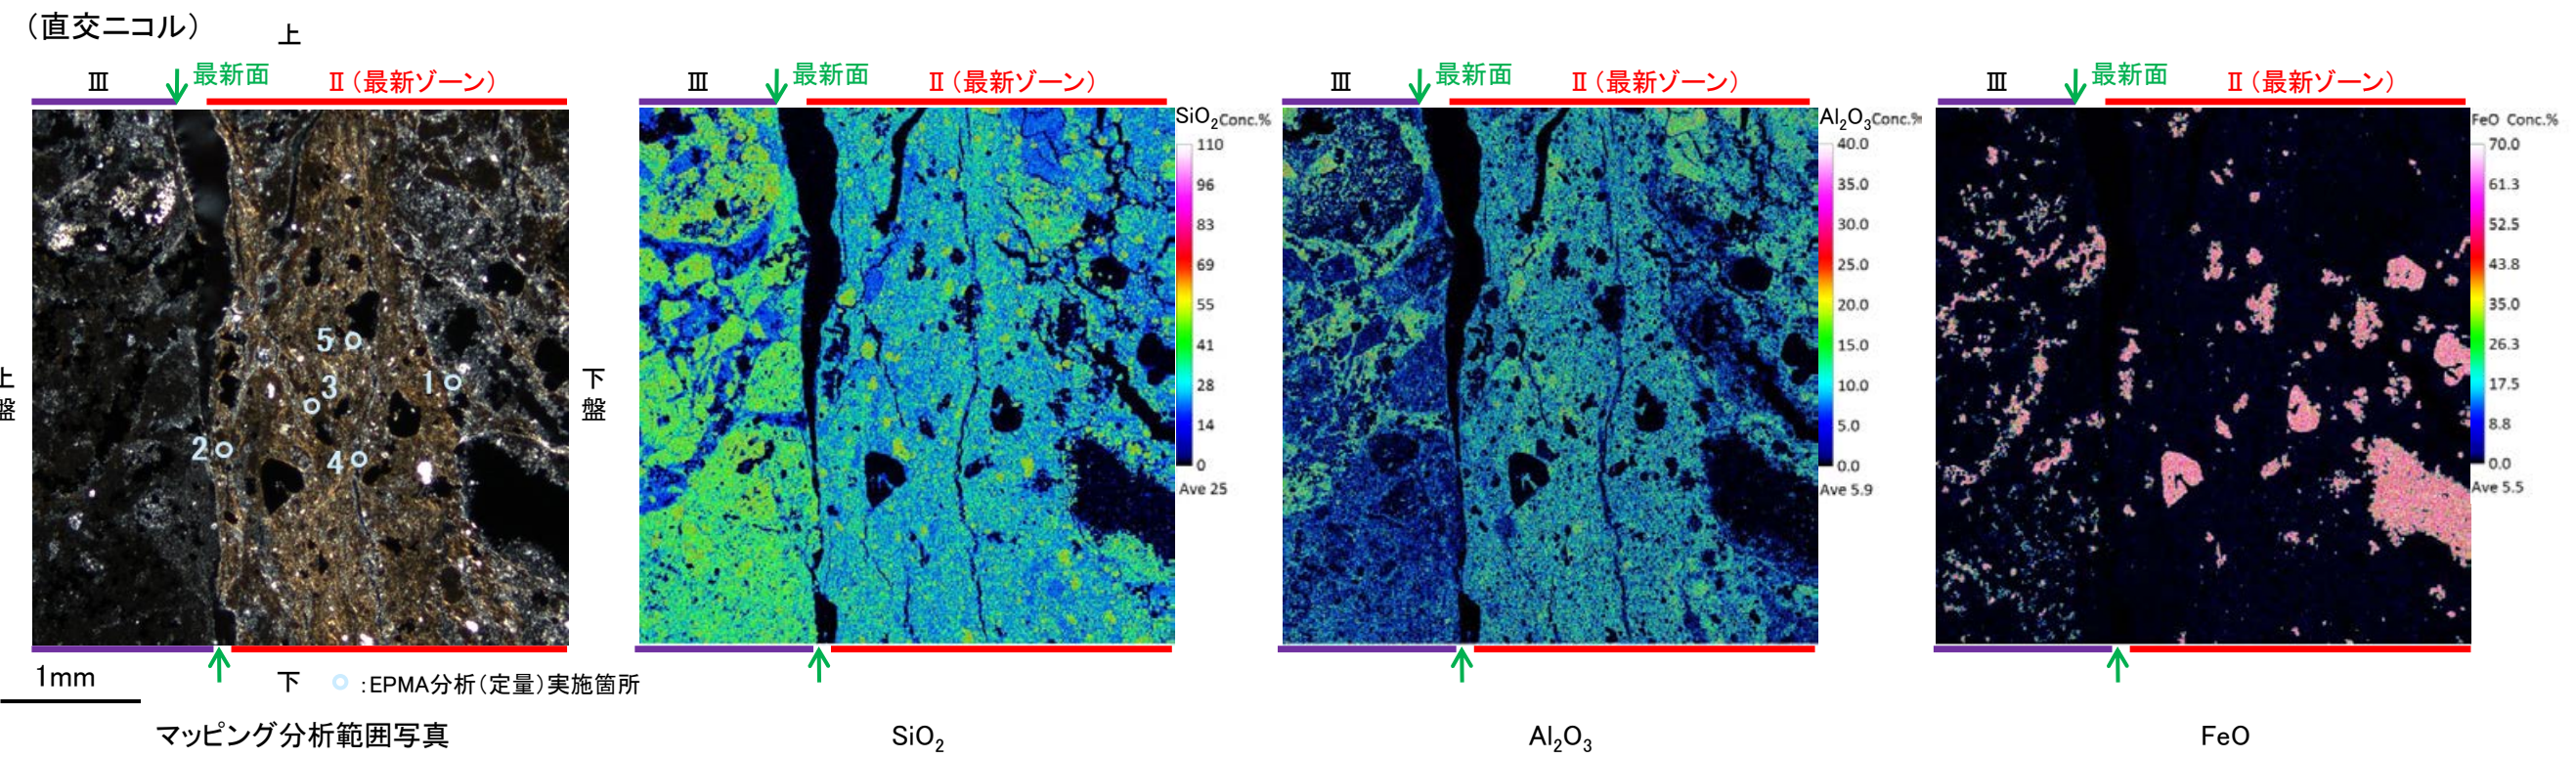 （直交ニコル）
上
Ⅲ
最新面
Ⅱ（最新ゾーン）
5
3
1
2
4
上盤
下盤
1mm
下
：EPMA分析（定量）実施箇所
マッピング分析範囲写真
Ⅲ
最新面
Ⅱ（最新ゾーン）
SiO₂ Conc.%
110
96
83
69
55
41
28
14
0
Ave 25
SiO₂
Ⅲ
最新面
Ⅱ（最新ゾーン）
Al₂O₃ Conc.%
40.0
35.0
30.0
25.0
20.0
15.0
10.0
5.0
0.0
Ave 5.9
Al₂O₃
Ⅲ
最新面
Ⅱ（最新ゾーン）
FeO Conc.%
70.0
61.3
52.5
43.8
35.0
26.3
17.5
8.8
0.0
Ave 5.5
FeO